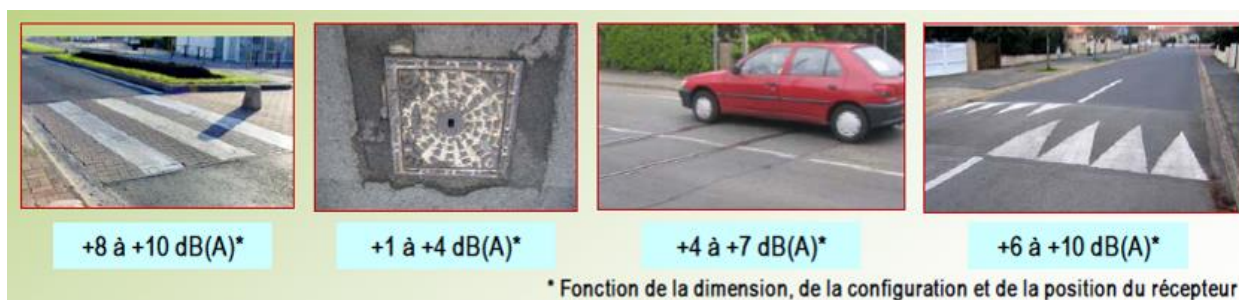 +8 à +10 dB(A)*
+1 à +4 dB(A)*
+4 à +7 dB(A)*
+6 à +10 dB(A)*
* Fonction de la dimension, de la configuration et de la position du récepteur